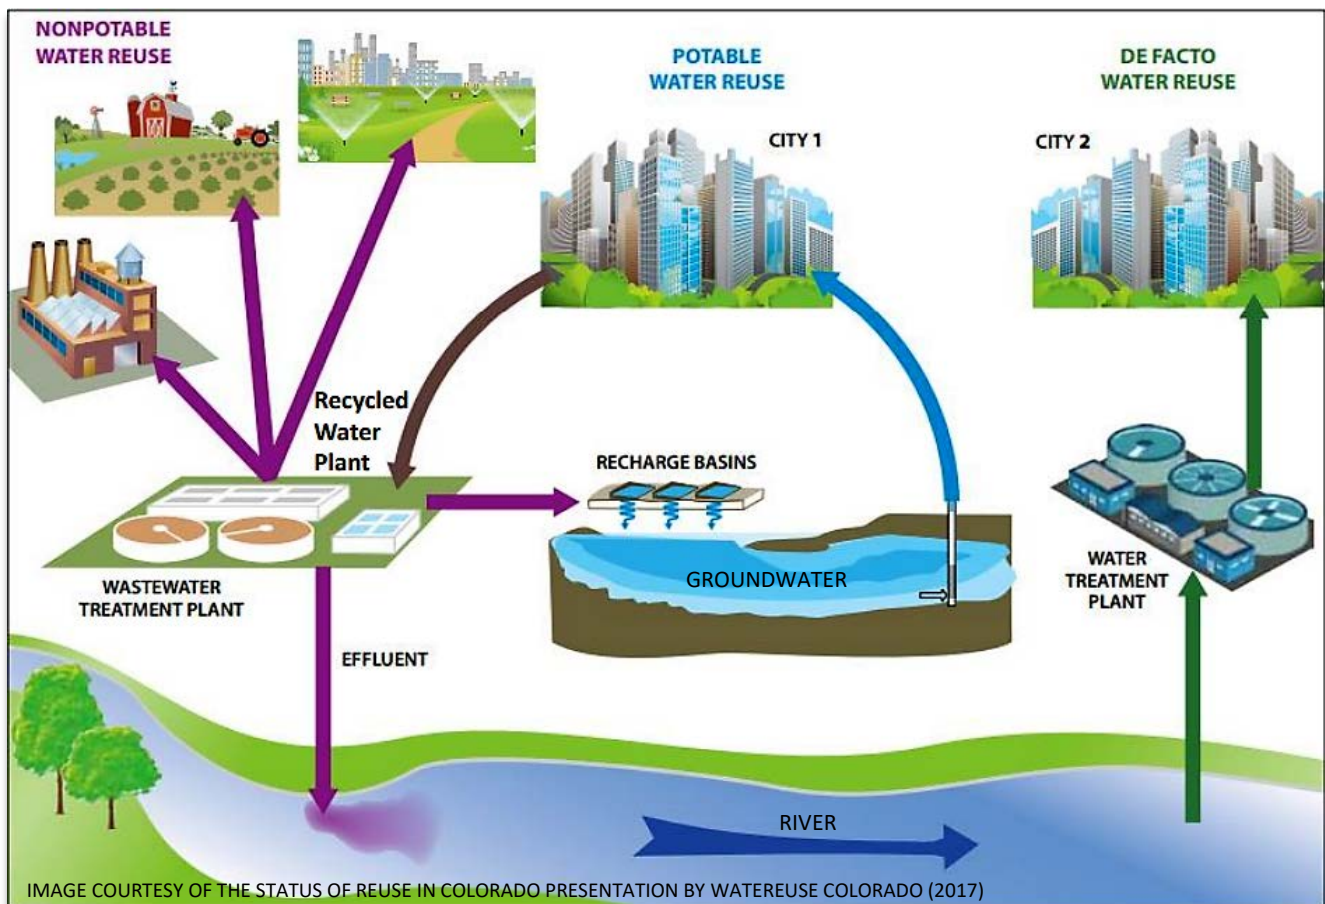 NONPOTABLE
WATER REUSE
POTABLE
WATER REUSE
DE FACTO
WATER REUSE
CITY 1
CITY 2
Recycled
Water
Plant
RECHARGE BASINS
GROUNDWATER
WASTEWATER
TREATMENT PLANT
WATER
TREATMENT
PLANT
EFFLUENT
RIVER
IMAGE COURTESY OF THE STATUS OF REUSE IN COLORADO PRESENTATION BY WATEREUSE COLORADO (2017)